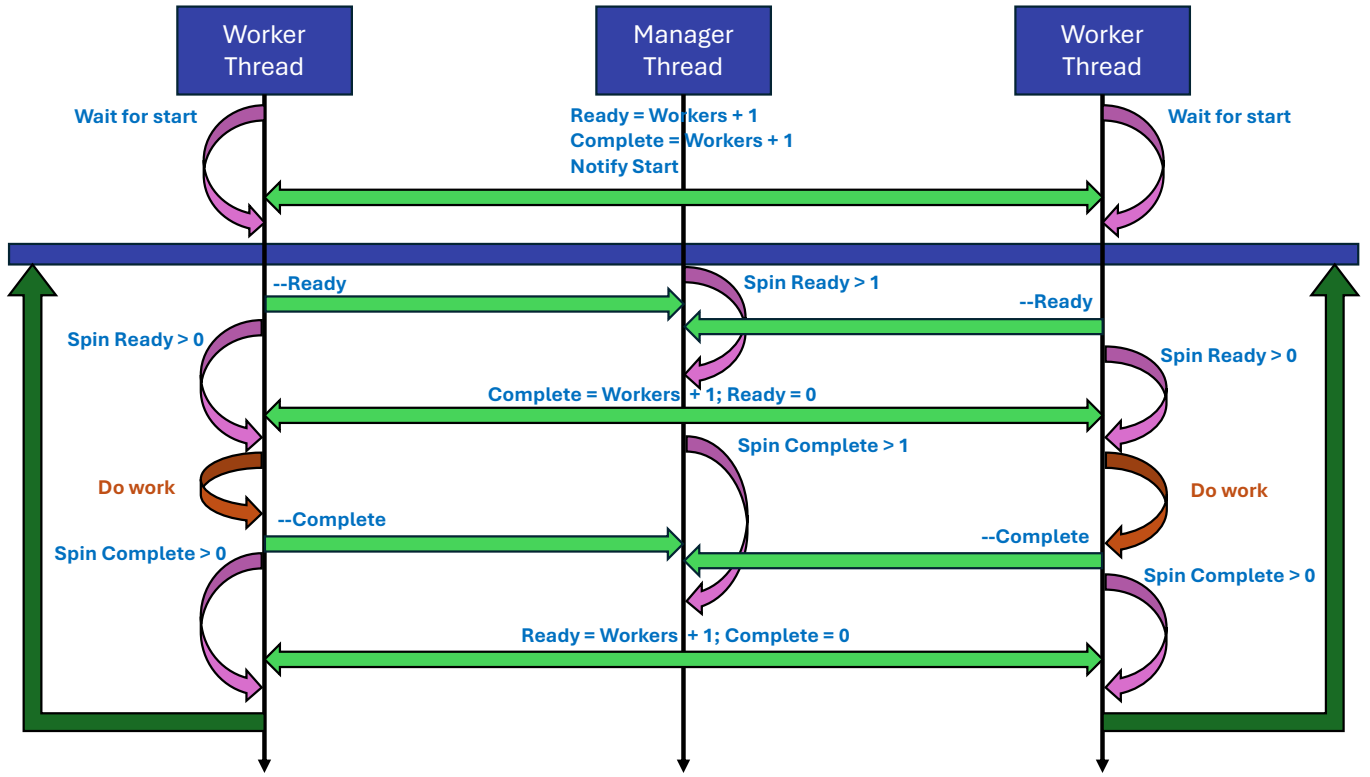 Worker
Thread
Manager
Thread
Worker
Thread
Wait for start
Ready = Workers + 1
Complete = Workers + 1
Notify Start
Wait for start
--Ready
Spin Ready > 1
--Ready
Spin Ready > 0
Spin Ready > 0
Complete = Workers + 1; Ready = 0
Spin Complete > 1
Do work
Do work
--Complete
--Complete
Spin Complete > 0
Spin Complete > 0
Ready = Workers + 1; Complete = 0